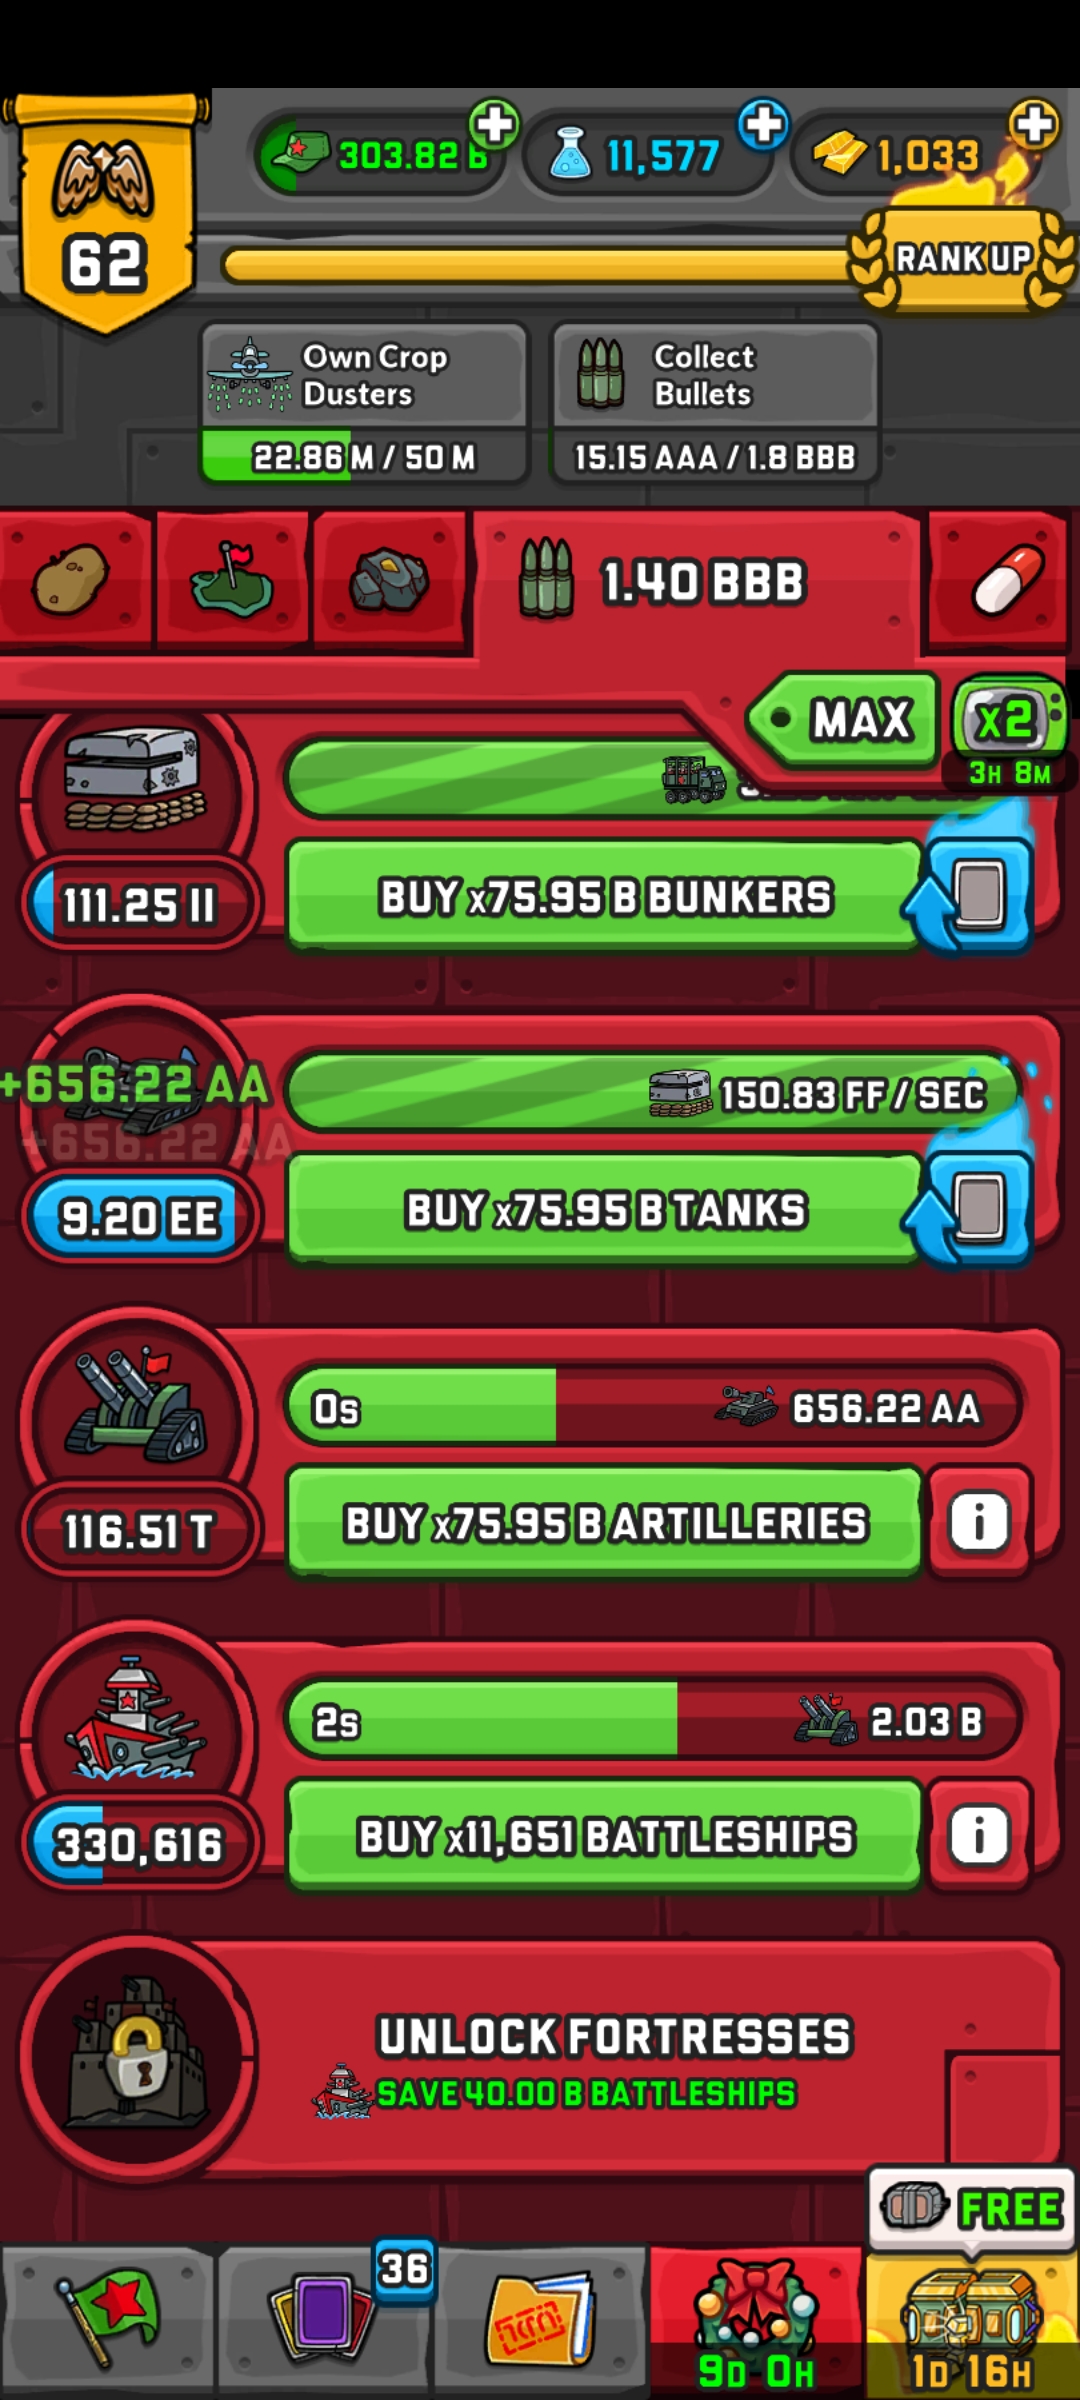 303.82 B
11,577
1,033
62
RANK UP
Own Crop
Dusters
Collect
Bullets
22.86 M / 50 M
15.15 AAA / 1.8 BBB
1.40 BBB
MAX
x2
3H 8M
111.25 II
BUY x75.95 B BUNKERS
+656.22 AA
+656.22 AA
150.83 FF / SEC
9.20 EE
BUY x75.95 B TANKS
0s
656.22 AA
116.51 T
BUY x75.95 B ARTILLERIES
i
2s
2.03 B
330,616
BUY x11,651 BATTLESHIPS
i
UNLOCK FORTRESSES
SAVE 40.00 B BATTLESHIPS
FREE
36
9D 0H
1D 16H